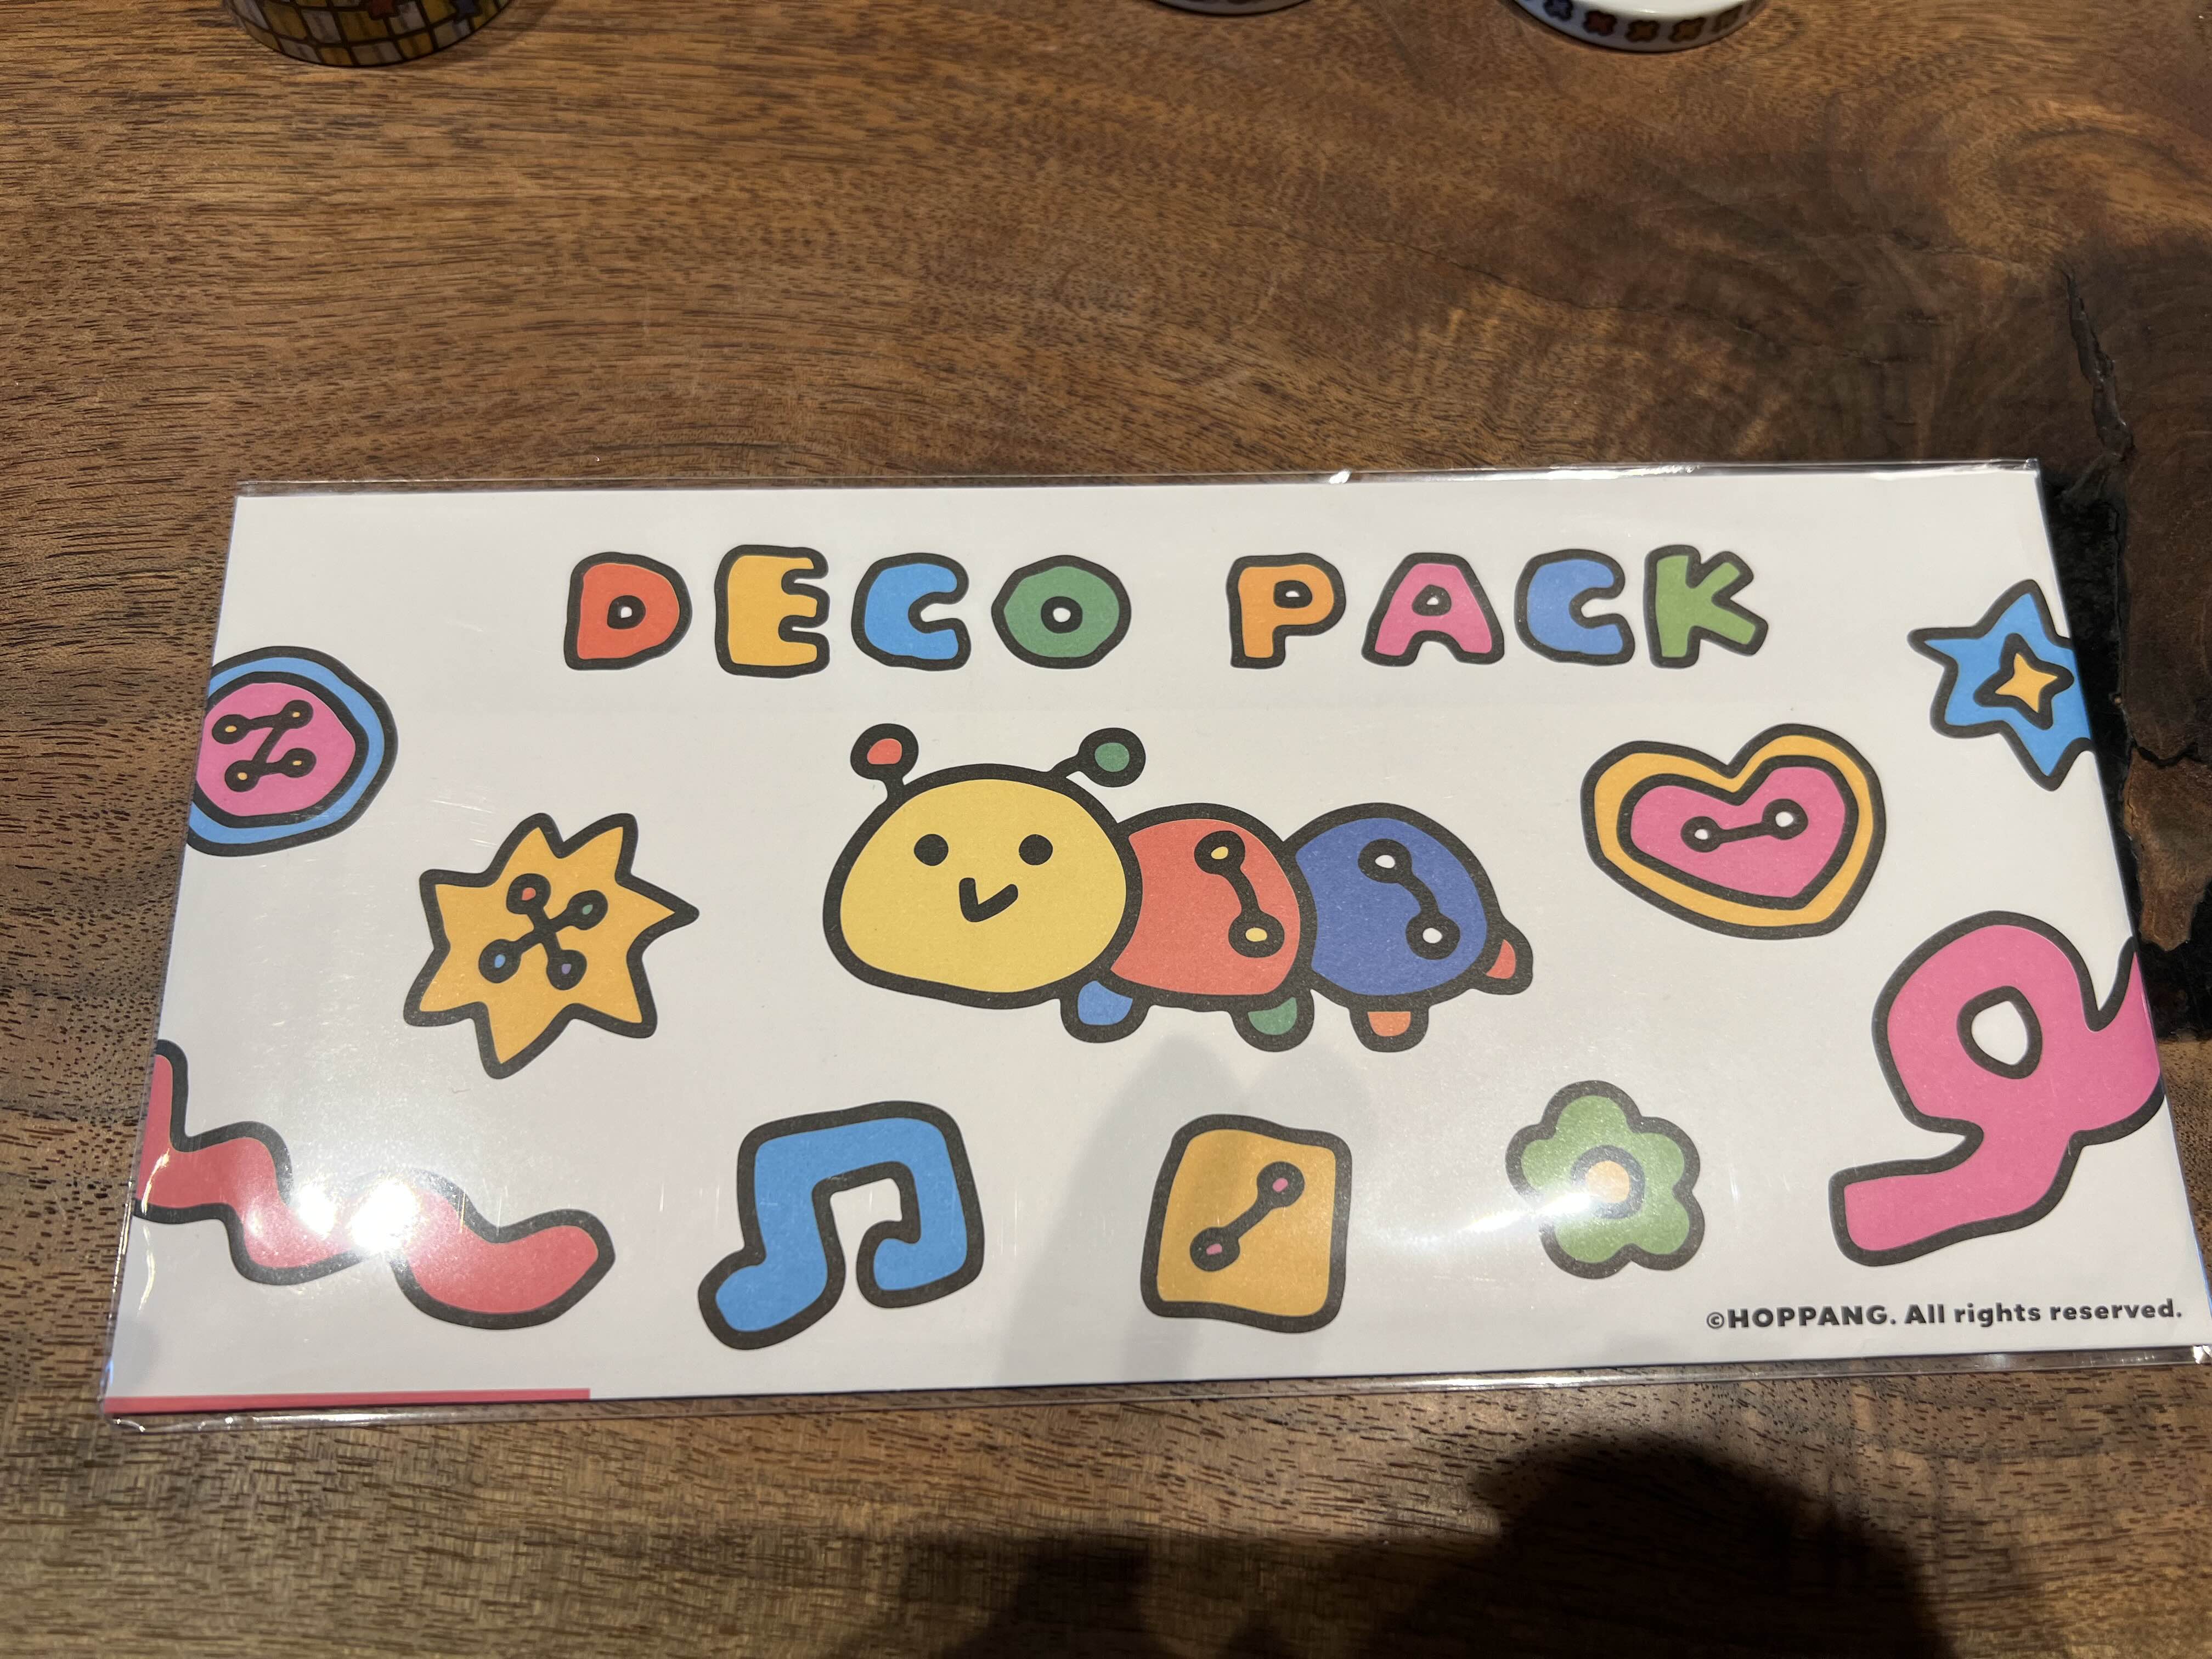 DECO PACK
©HOPPANG. All rights reserved.